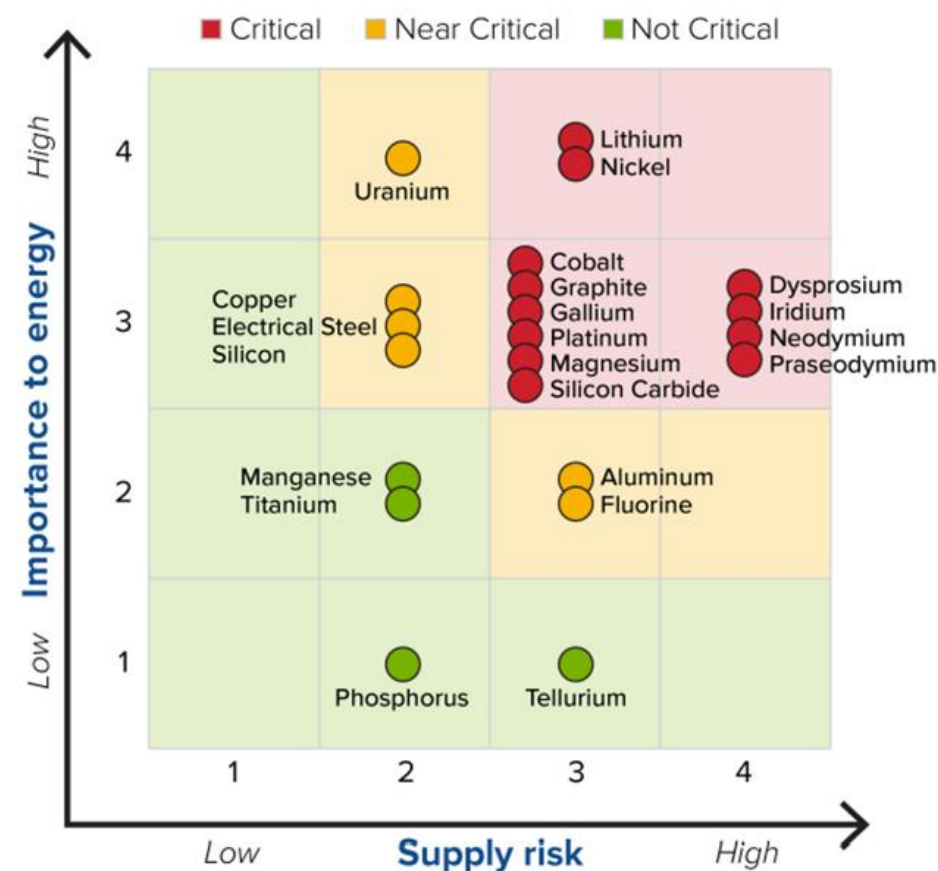 Critical
Near Critical
Not Critical
High
Importance to energy
Low
4
Uranium
Lithium
Nickel
3
Copper
Electrical Steel
Silicon
Cobalt
Graphite
Gallium
Platinum
Magnesium
Silicon Carbide
Dysprosium
Iridium
Neodymium
Praseodymium
2
Manganese
Titanium
Aluminum
Fluorine
1
Phosphorus
Tellurium
1
2
3
4
Low
Supply risk
High